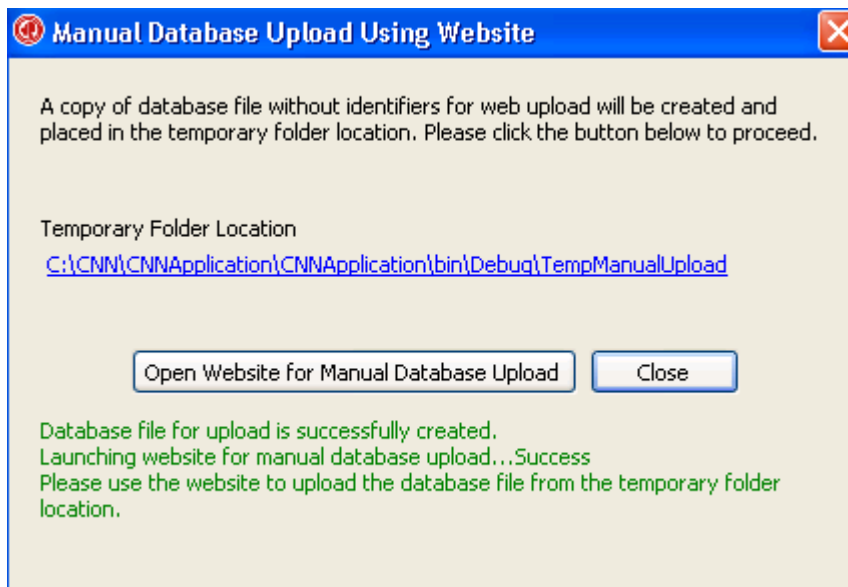 Manual Database Upload Using Website
A copy of database file without identifiers for web upload will be created and
placed in the temporary folder location. Please click the button below to proceed.
Temporary Folder Location
C:\CNN\CNNApplication\CNNApplication\bin\Debug\TempManualUpload
Open Website for Manual Database Upload
Close
Database file for upload is successfully created.
Launching website for manual database upload...Success
Please use the website to upload the database file from the temporary folder
location.